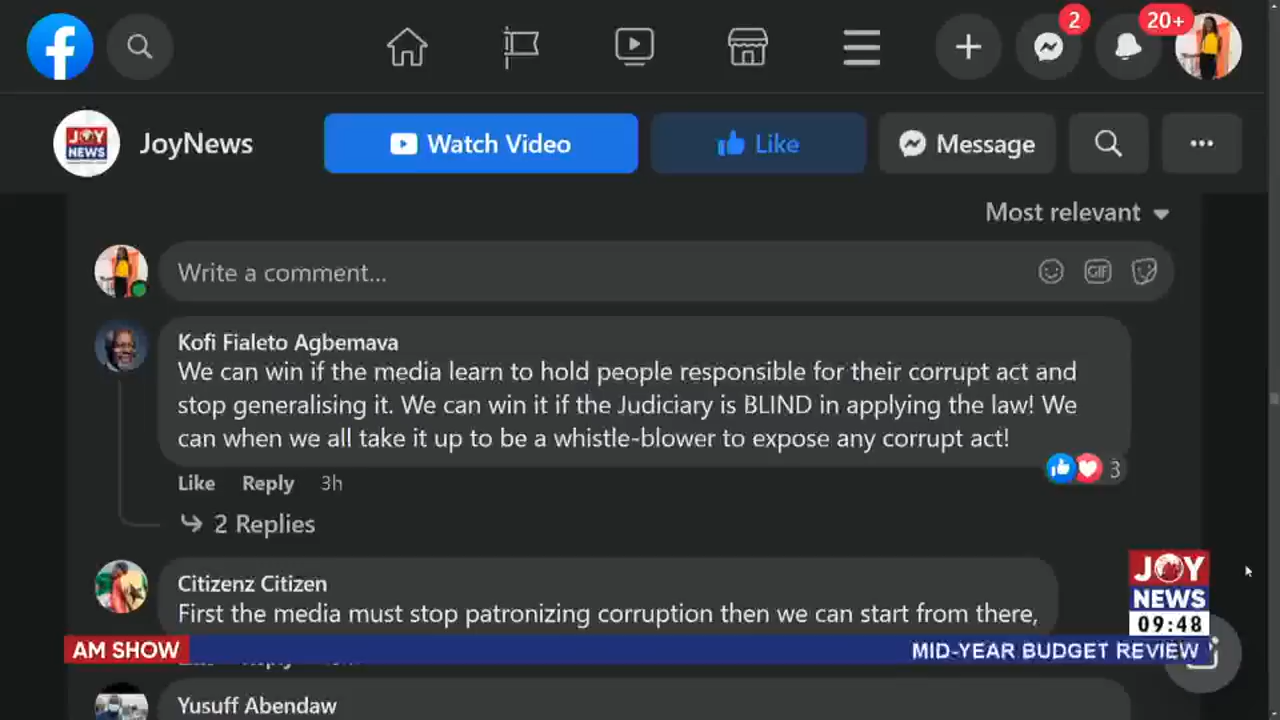 2
20+
JOY
NEWS
JoyNews
Watch Video
Like
Message
Most relevant
Write a comment...
GIF
Kofi Fialeto Agbemava
We can win if the media learn to hold people responsible for their corrupt act and
stop generalising it. We can win it if the Judiciary is BLIND in applying the law! We
can when we all take it up to be a whistle-blower to expose any corrupt act!
3
Like Reply 3h
2 Replies
Citizenz Citizen
First the media must stop patronizing corruption then we can start from there,
JOY
NEWS
09:48
AM SHOW
MID-YEAR BUDGET REVIEW
Yusuff Abendaw